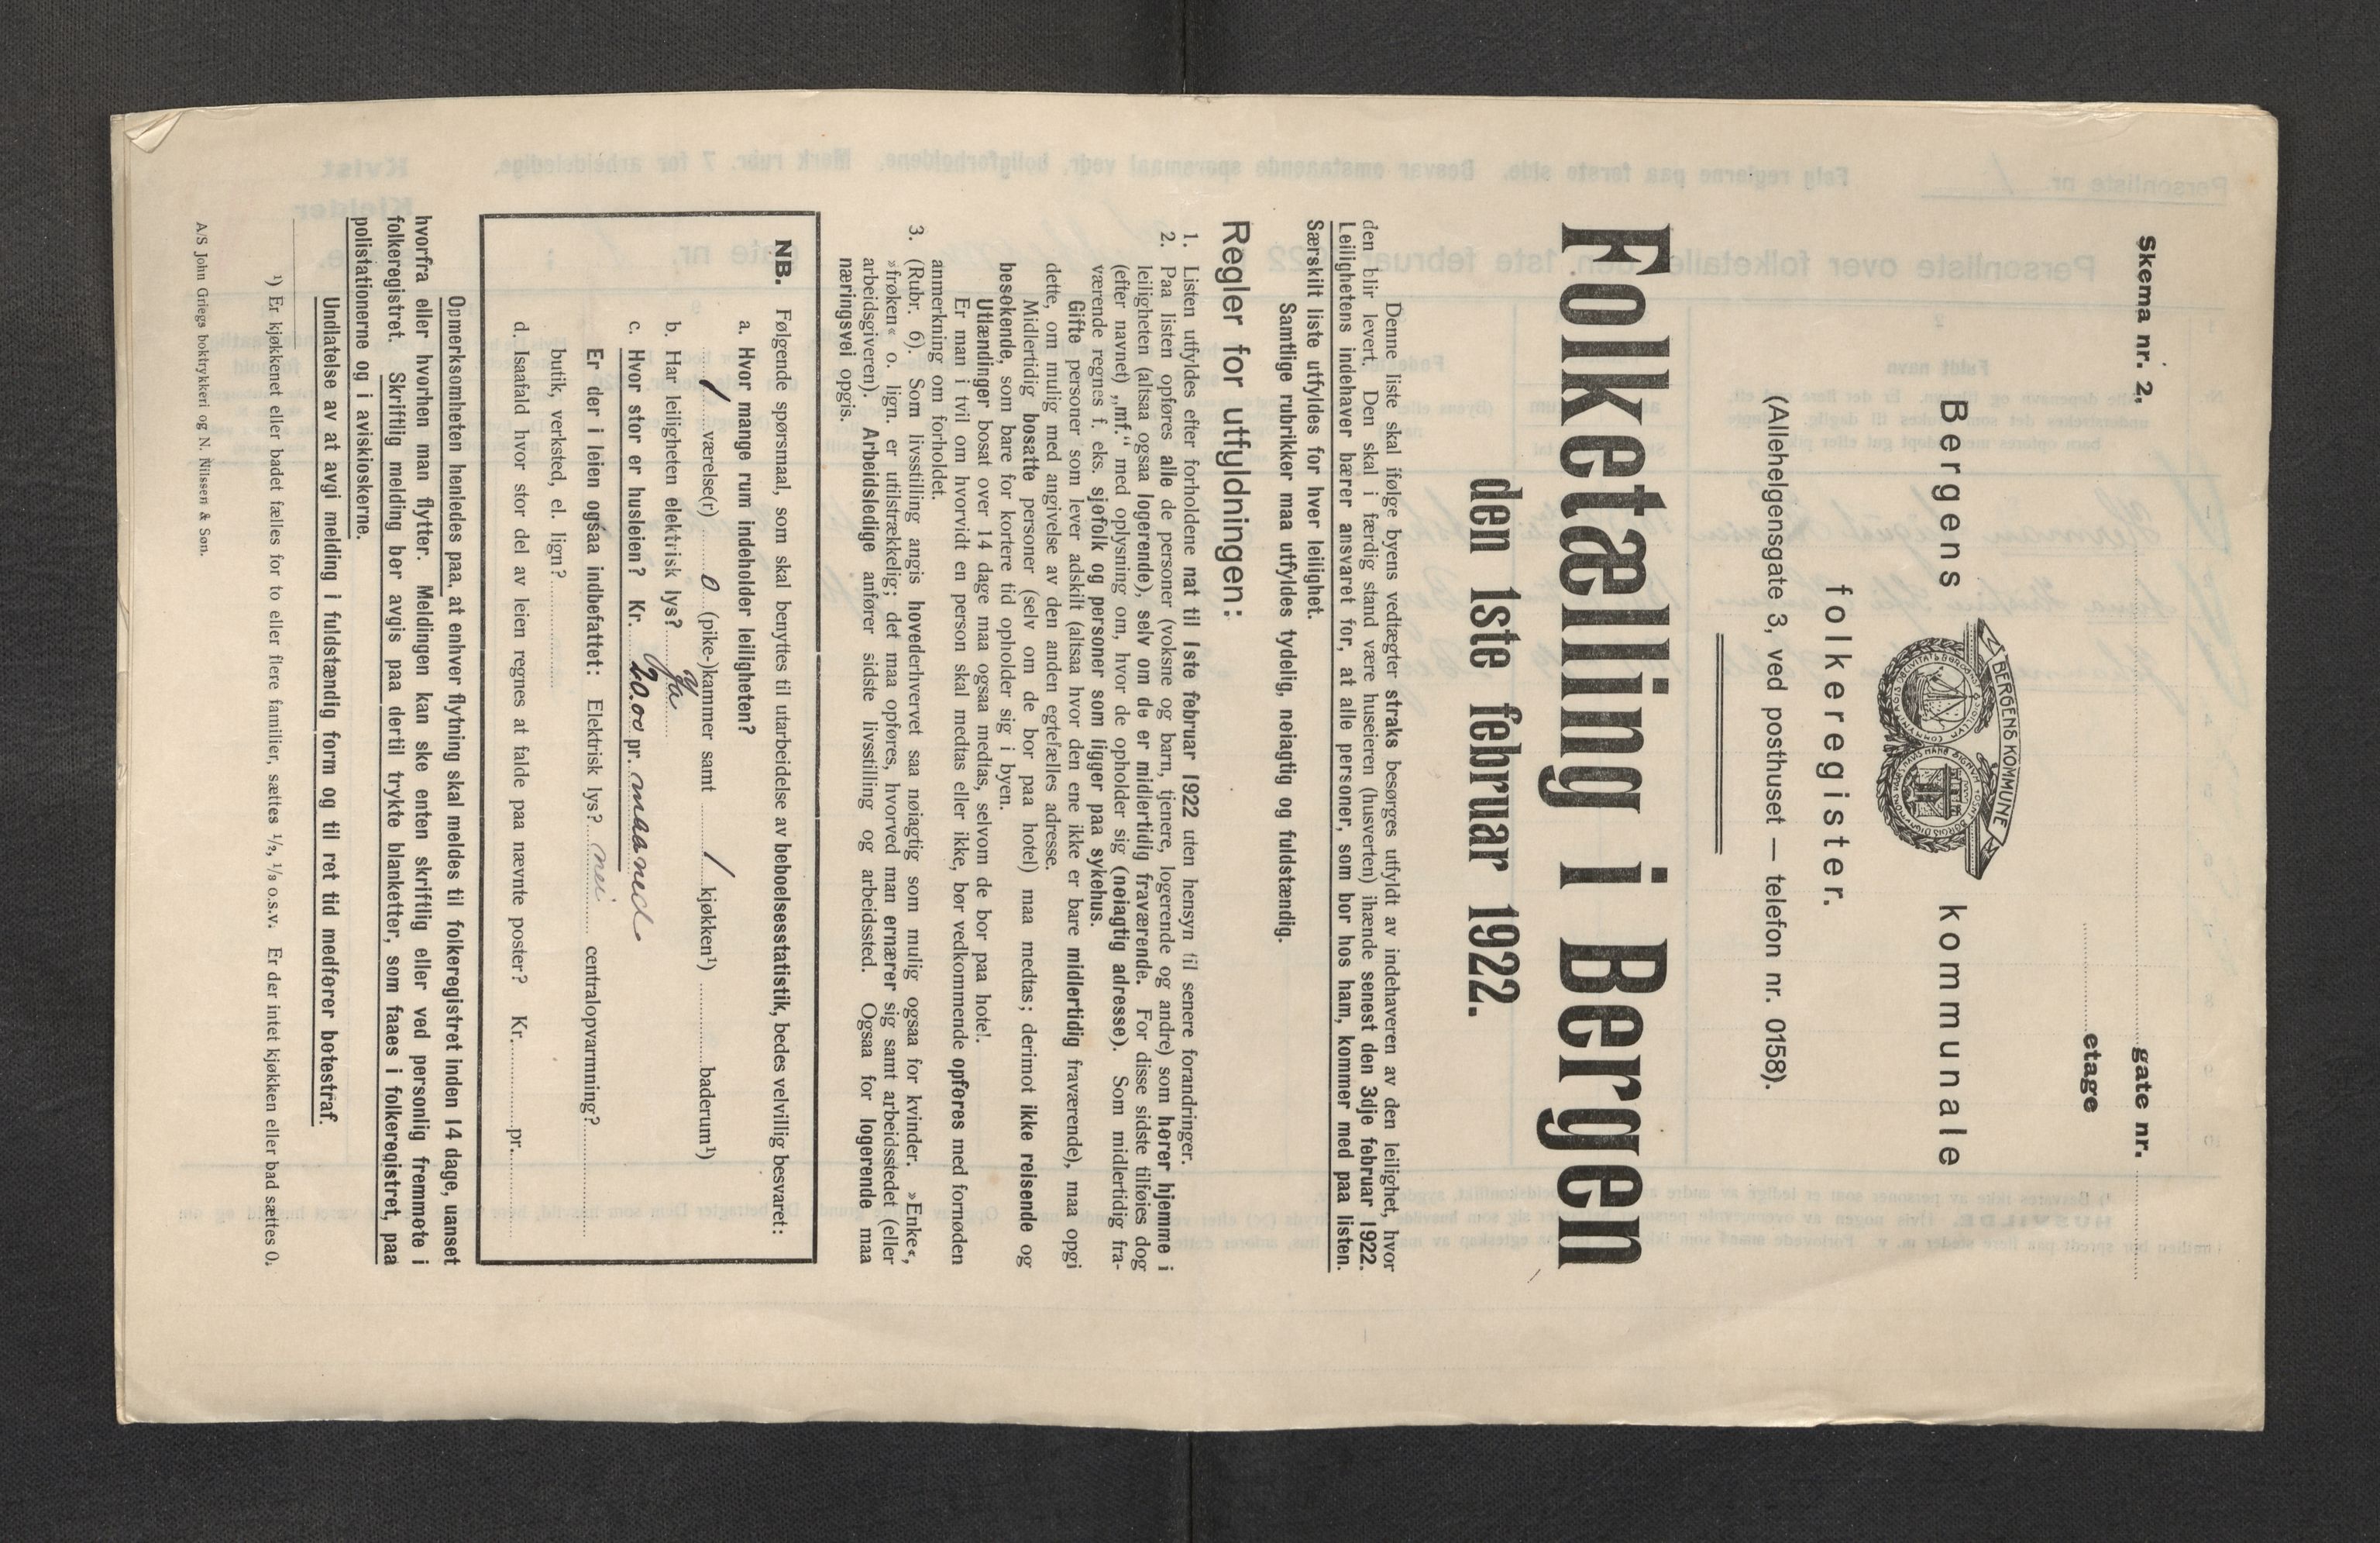 Skema nr. 2,
gate nr.
etage
BERGENS KOMMUNE
Bergens kommunale
folkeregister.
(Allehelgensgate 3, ved posthuset — telefon nr. 0158).
Folketælling i Bergen
den 1ste februar 1922.
Denne liste skal ifølge byens vedtægter straks besørges utfyldt av indehaveren av den leilighet, hvor
den blir levert. Den skal i færdig stand være huseieren (husverten) ihænde senest den 3dje februar 1922.
Leilighetens indehaver bærer ansvaret for, at alle personer, som bor hos ham, kommer med paa listen.
Særskilt liste utfyldes for hver leilighet.
Samtlige rubrikker maa utfyldes tydelig, nøiagtig og fuldstændig.
Regler for utfyldningen:
1. Listen utfyldes efter forholdene nat til 1ste februar 1922 uten hensyn til senere forandringer.
2. Paa listen opføres alle de personer (voksne og barn, tjenere, logerende og andre) som hører hjemme i
leiligheten (altsaa ogsaa logerende), selv om de er midlertidig fraværende. For disse sidste tilføies dog
(efter navnet) „mf.“ med oplysning om, hvor de opholder sig (nøiagtig adresse). Som midlertidig fra-
værende regnes f. eks. sjøfolk og personer som ligger paa sykehus.
Gifte personer som lever adskilt (altsaa hvor den ene ikke er bare midlertidig fraværende), maa opgi
dette, om mulig med angivelse av den anden egtefælles adresse.
Midlertidig bosatte personer (selv om de bor paa hotel) maa medtas; derimot ikke reisende og
besøkende, som bare for kortere tid opholder sig i byen.
Utlændinger bosat over 14 dage maa ogsaa medtas, selvom de bor paa hotel.
Er man i tvil om hvorvidt en person skal medtas eller ikke, bør vedkommende opføres med fornøden
anmerkning om forholdet.
3. (Rubr. 6). Som livsstilling angis hovederhvervet saa nøiagtig som mulig ogsaa for kvinder. »Enke«,
»frøken« o. lign. er utilstrækkelig; det maa opføres, hvorved man ernærer sig samt arbeidsstedet (eller
arbeidsgiveren). Arbeidsledige anfører sidste livsstilling og arbeidssted. Ogsaa for logerende maa
næringsvei opgis.
NB. Følgende spørsmaal, som skal benyttes til utarbeidelse av beboelsesstatistik, bedes velvillig besvaret:
a. Hvor mange rum indeholder leiligheten?
1 værelse(r) 0 (pike-)kammer samt 1 kjøkken¹) baderum¹)
b. Har leiligheten elektrisk lys? Ja
c. Hvor stor er husleien? Kr. 20.00 pr. maaned
Er der i leien ogsaa indbefattet: Elektrisk lys? nei centralopvarmning?
butik, verksted, el. lign?
d. Isaafald hvor stor del av leien regnes at falde paa nævnte poster? Kr. pr.
Opmerksomheten henledes paa, at enhver flytning skal meldes til folkeregistret inden 14 dage, uanset
hvorfra eller hvorhen man flytter. Meldingen kan ske enten skriftlig eller ved personlig fremmøte i
folkeregistret. Skriftlig melding bør avgis paa dertil trykte blanketter, som faaes i folkeregistret, paa
polistationerne og i aviskioskerne.
Undlatelse av at avgi melding i fuldstændig form og til ret tid medfører bøtestraf.
¹) Er kjøkkenet eller badet fælles for to eller flere familier, sættes ¹/₂, ¹/₃ o.s.v. Er der intet kjøkken eller bad sættes 0.
A/S John Griegs boktrykkeri og N. Nilssen & Søn.